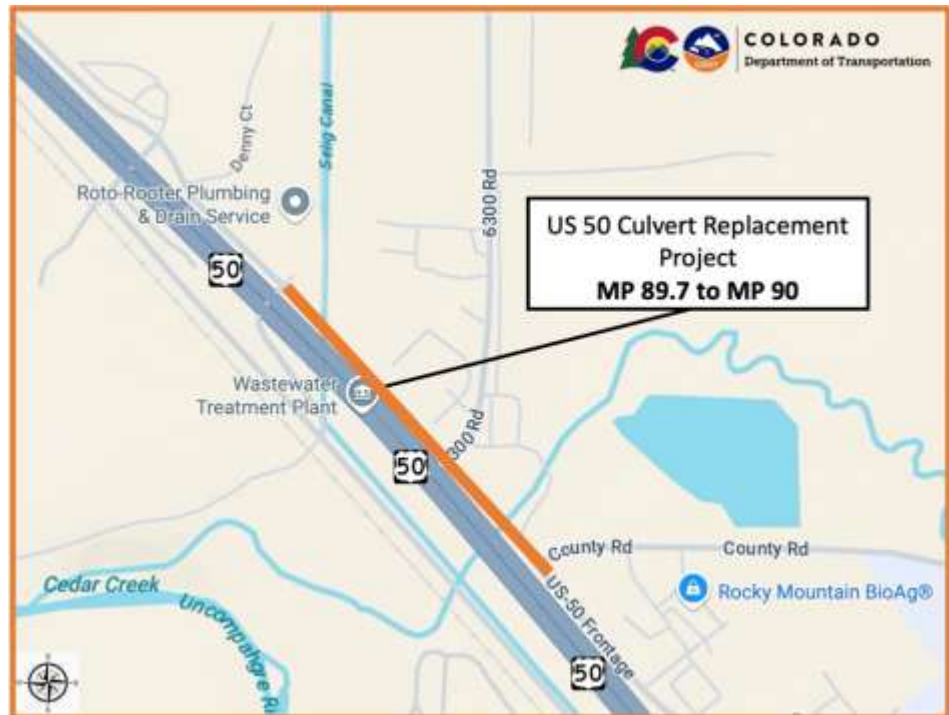 COLORADO
Department of Transportation
Denny Ct
Selig Canal
Roto-Rooter Plumbing
& Drain Service
6300 Rd
US 50 Culvert Replacement
Project
MP 89.7 to MP 90
50
Wastewater
Treatment Plant
300 Rd
50
County Rd
County Rd
Cedar Creek
Uncompahgre Ri
US-50 Frontage
Rocky Mountain BioAg®
50